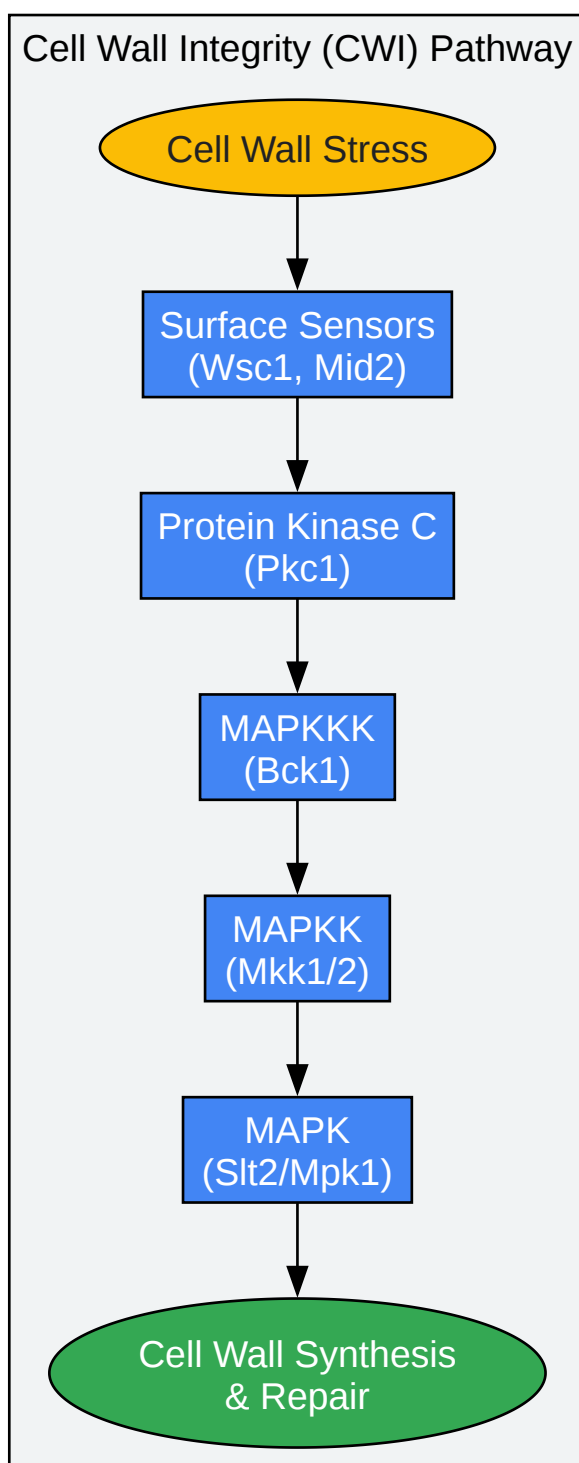 Cell Wall Integrity (CWI) Pathway
Cell Wall Stress
Surface Sensors
(Wsc1, Mid2)
Protein Kinase C
(Pkc1)
MAPKKK
(Bck1)
MAPKK
(Mkk1/2)
MAPK
(Slt2/Mpk1)
Cell Wall Synthesis
& Repair